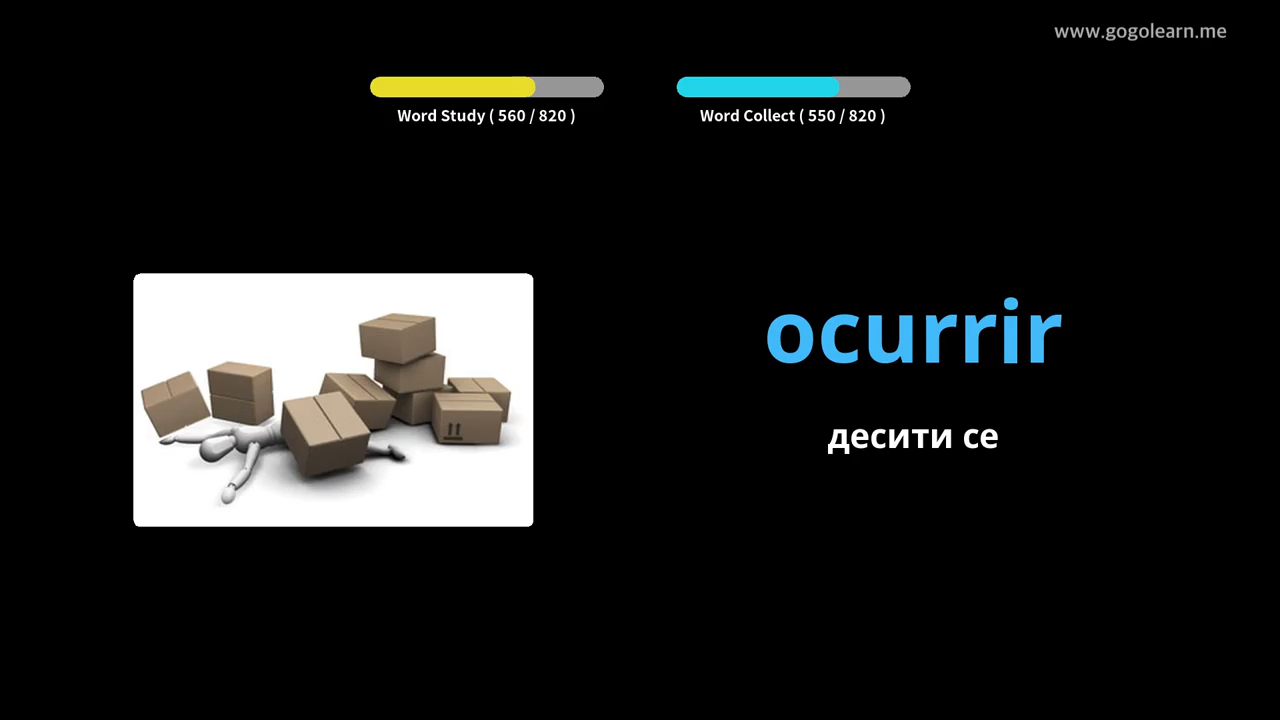 www.gogolearn.me
Word Study ( 560 / 820 )
Word Collect ( 550 / 820 )
ocurrir
десити се